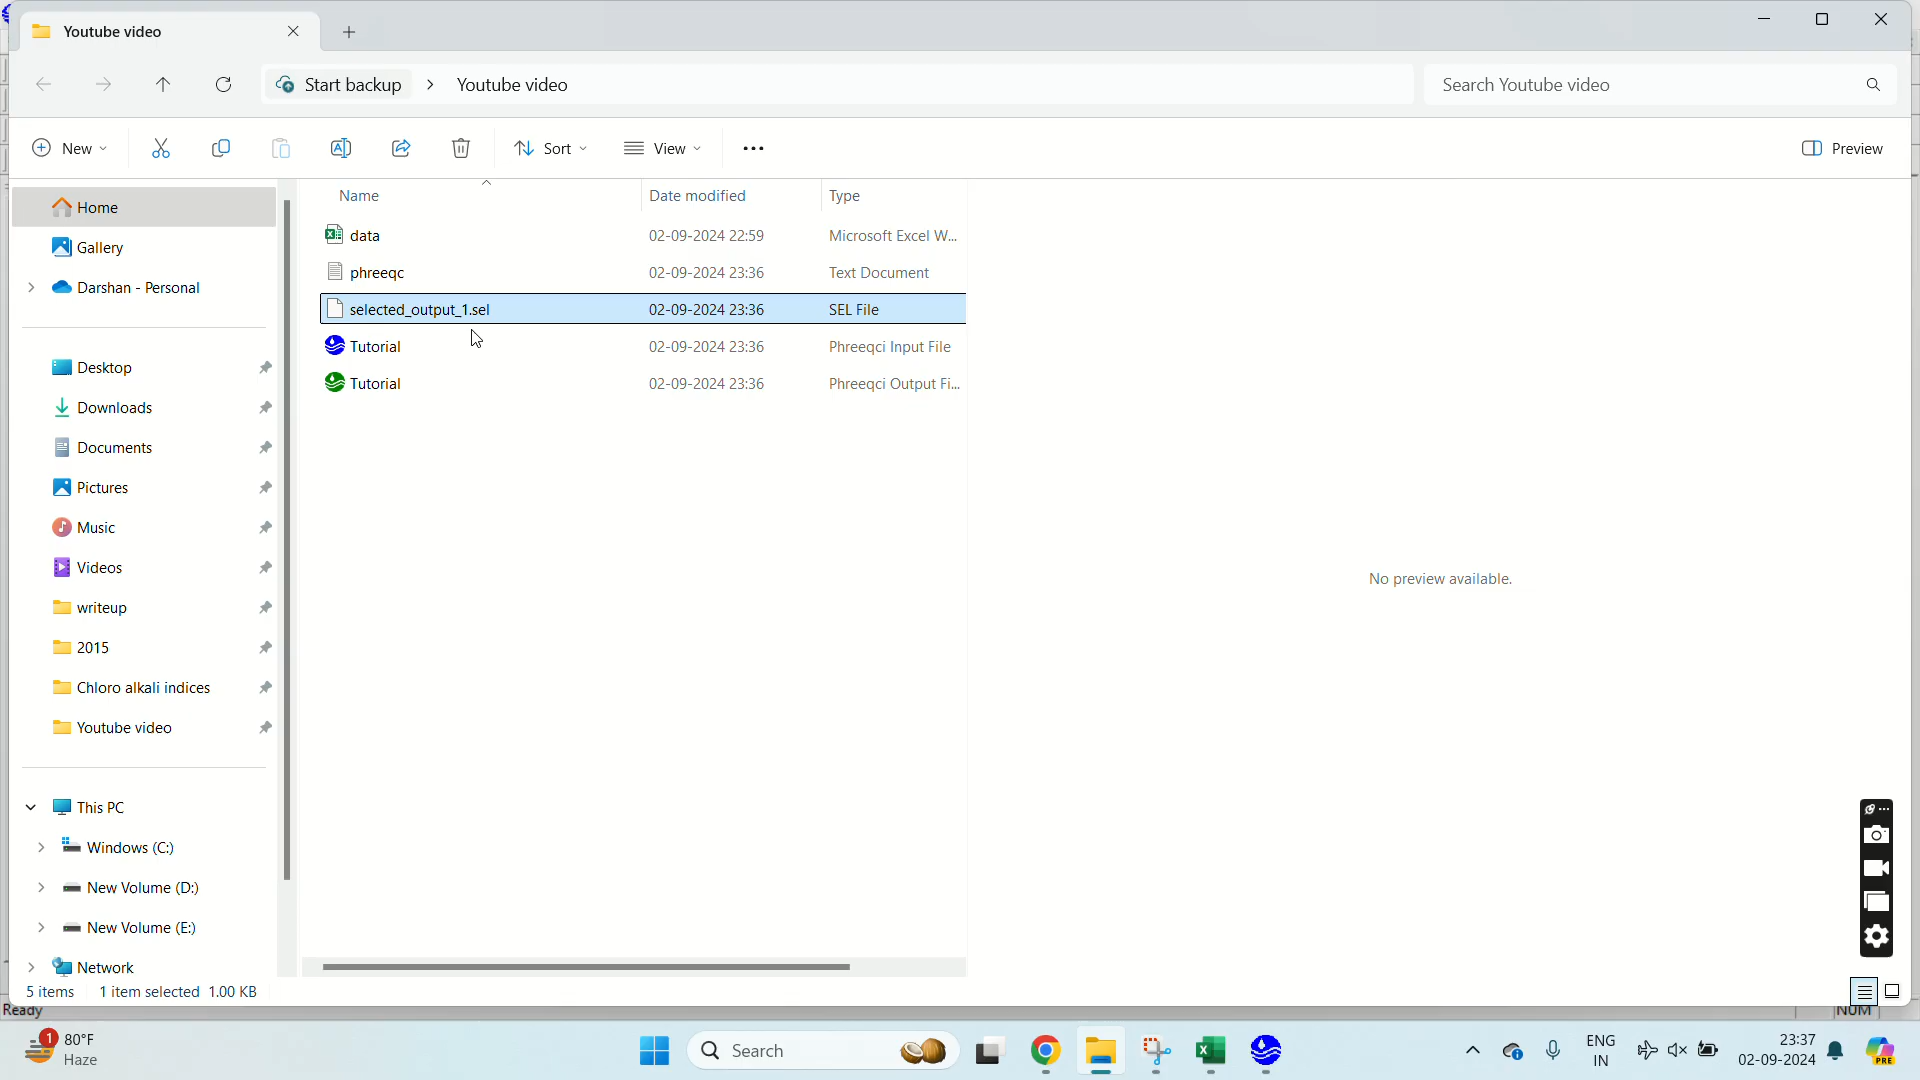 Youtube video
Start backup
Youtube video
Search Youtube video
New
Sort
View
Preview
Home
Gallery
Darshan - Personal
Desktop
Downloads
Documents
Pictures
Music
Videos
writeup
2015
Chloro alkali indices
Youtube video
This PC
Windows (C:)
New Volume (D:)
New Volume (E:)
Network
Name Date modified Type
data 02-09-2024 22:59 Microsoft Excel W...
phreeqc 02-09-2024 23:36 Text Document
selected_output_1.sel 02-09-2024 23:36 SEL File
Tutorial 02-09-2024 23:36 Phreeqci Input File
Tutorial 02-09-2024 23:36 Phreeqci Output Fi...
No preview available.
5 items 1 item selected 1.00 KB
Ready NUM
1 80°F
Haze
Search
ENG
IN
23:37
02-09-2024
PRE